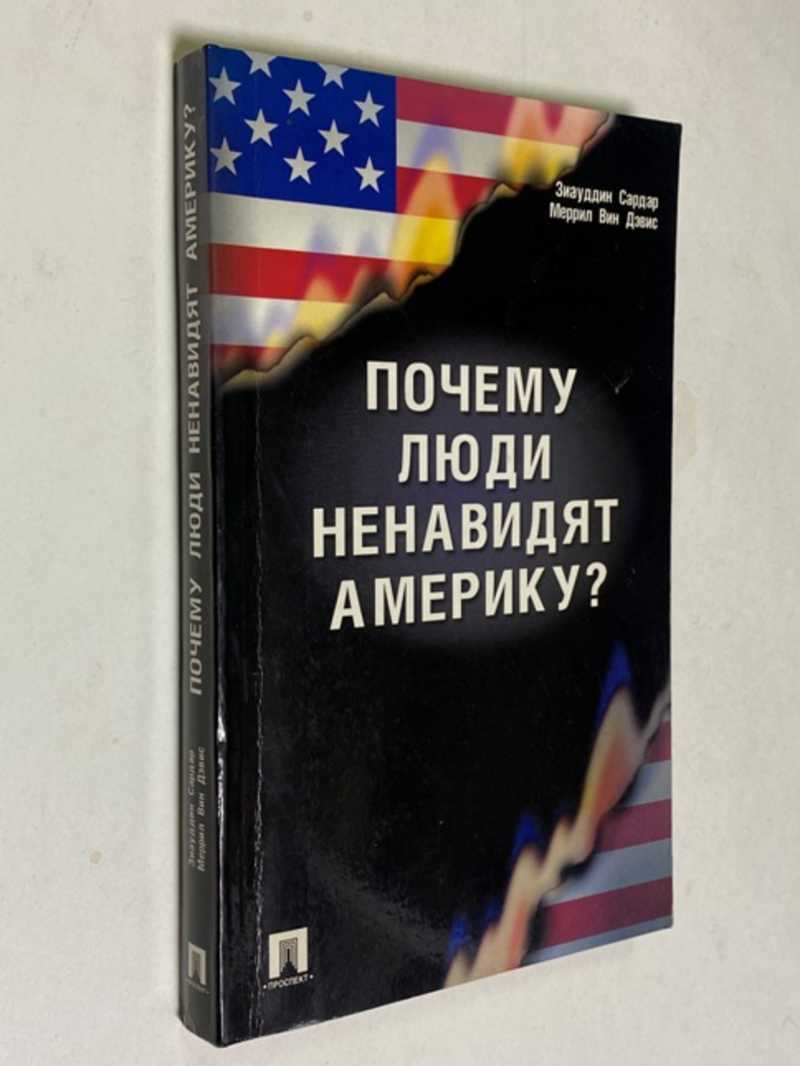 ПОЧЕМУ ЛЮДИ НЕНАВИДЯТ АМЕРИКУ?
Зиауддин Сардар
Меррил Вин Дэвис
Зиауддин Сардар
Меррил Вин Дэвис
ПОЧЕМУ
ЛЮДИ
НЕНАВИДЯТ
АМЕРИКУ?
• ПРОСПЕКТ •
• ПРОСПЕКТ •